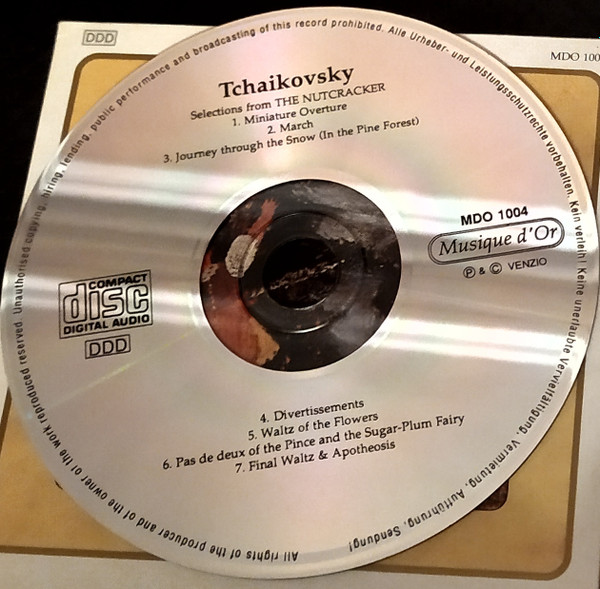 DDD
MDO 100
Tchaikovsky
Selections from THE NUTCRACKER
1. Miniature Overture
2. March
3. Journey through the Snow (In the Pine Forest)
MDO 1004
Musique d'Or
Ⓟ & © VENZIO
COMPACT
disc
DIGITAL AUDIO
DDD
4. Divertissements
5. Waltz of the Flowers
6. Pas de deux of the Pince and the Sugar-Plum Fairy
7. Final Waltz & Apotheosis
All rights of the producer and of the owner of the work reproduced reserved. Unauthorised copying, hiring, lending, public performance and broadcasting of this record prohibited. Alle Urheber- und Leistungsschutzrechte vorbehalten. Kein verleih! Keine unerlaubte Vervielfältigung, Vermietung, Aufführung, Sendung!